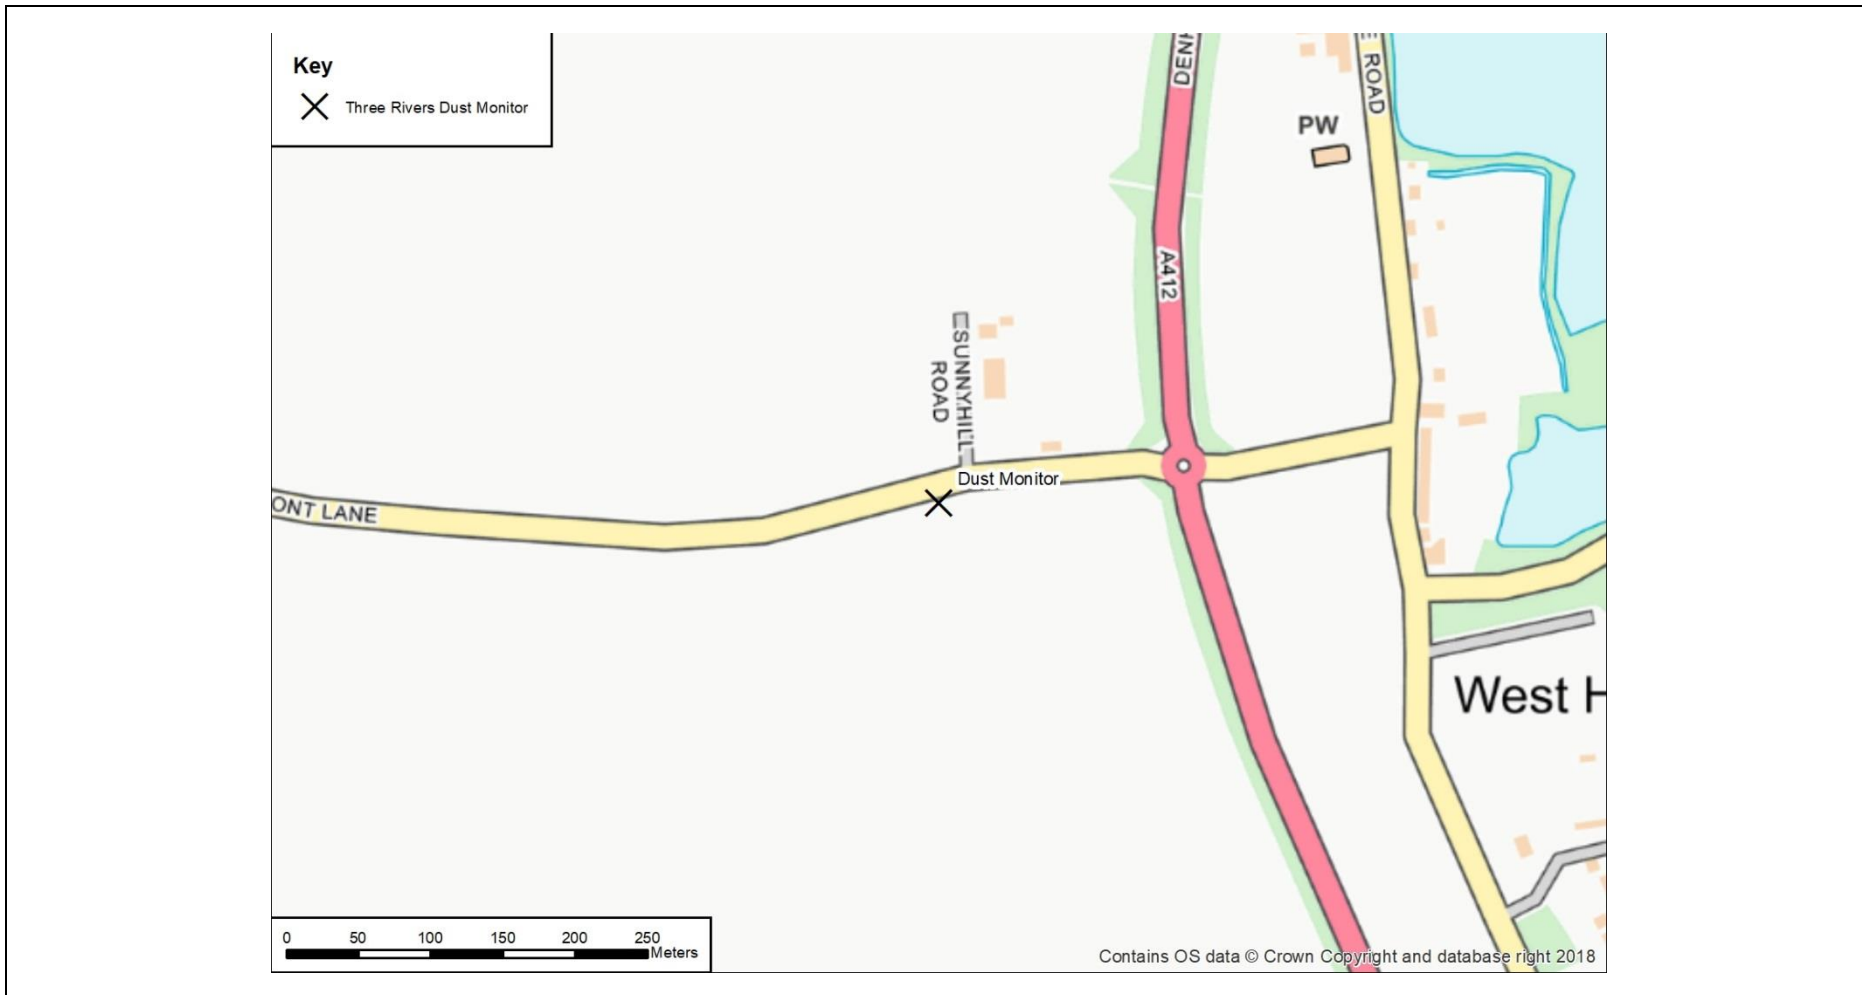 Key
Three Rivers Dust Monitor
DENH
E ROAD
PW
A412
SUNNYHILL
ROAD
Dust Monitor
ONT LANE
West H
0 50 100 150 200 250
Meters
Contains OS data © Crown Copyright and database right 2018